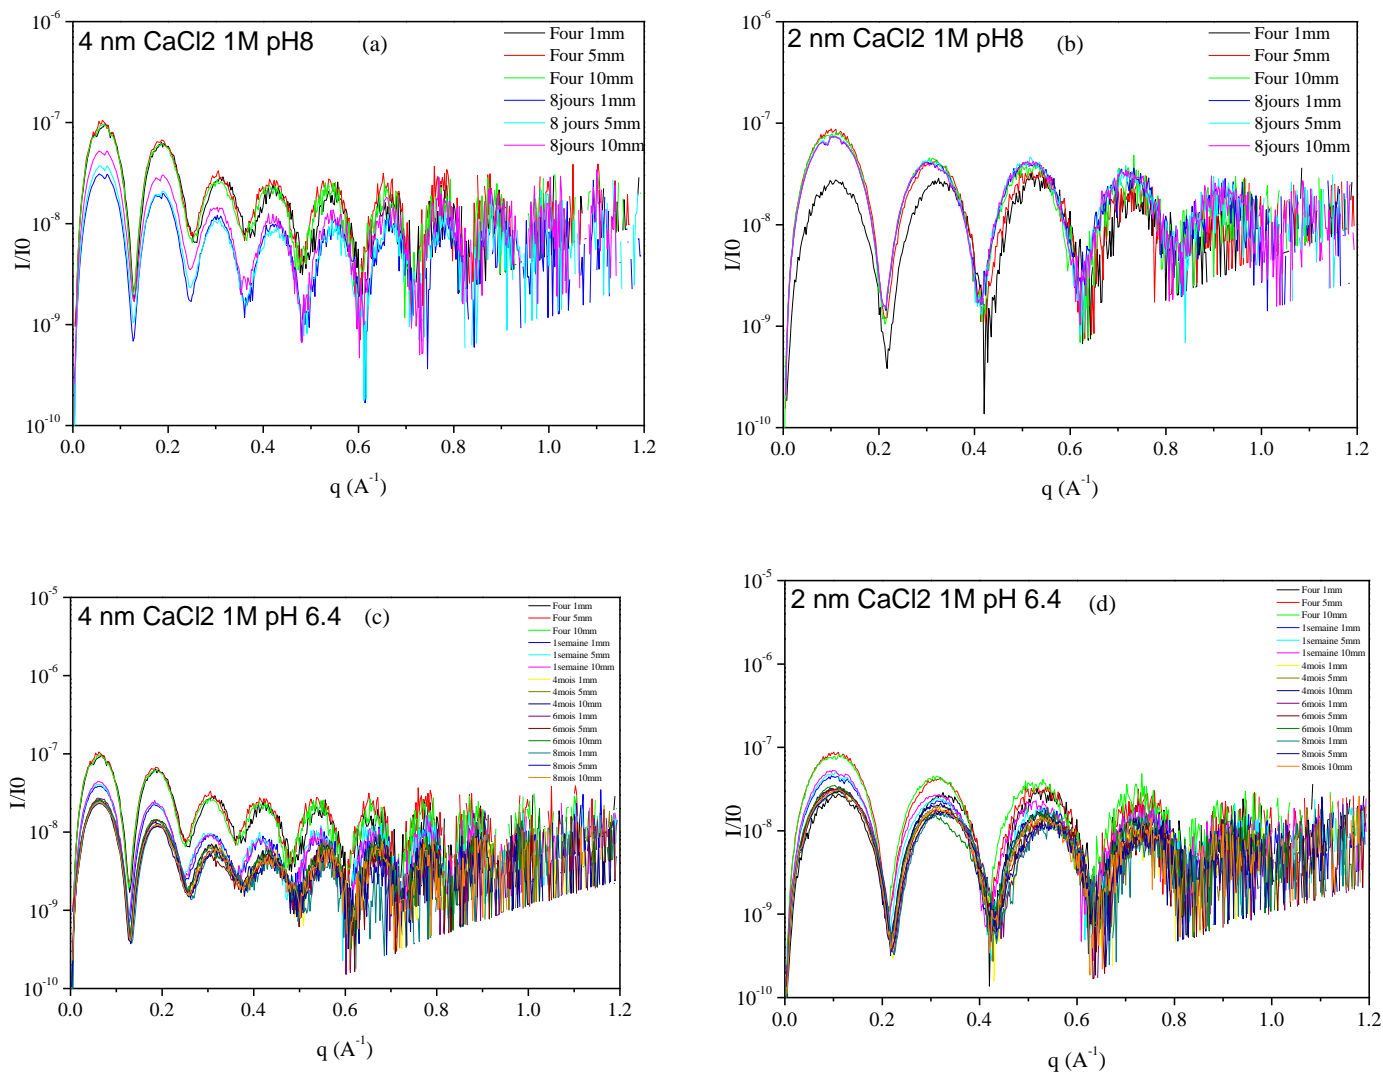 4 nm CaCl2 1M pH8 (a)
Four 1mm
Four 5mm
Four 10mm
8jours 1mm
8 jours 5mm
8jours 10mm
10-6
10-7
10-8
10-9
10-10
I/I0
0.0 0.2 0.4 0.6 0.8 1.0 1.2
q (A-1)
2 nm CaCl2 1M pH8 (b)
Four 1mm
Four 5mm
Four 10mm
8jours 1mm
8jours 5mm
8jours 10mm
10-6
10-7
10-8
10-9
10-10
I/I0
0.0 0.2 0.4 0.6 0.8 1.0 1.2
q (A-1)
4 nm CaCl2 1M pH 6.4 (c)
Four 1mm
Four 5mm
Four 10mm
1semaine 1mm
1semaine 5mm
1semaine 10mm
4mois 1mm
4mois 5mm
4mois 10mm
6mois 1mm
6mois 5mm
6mois 10mm
8mois 1mm
8mois 5mm
8mois 10mm
10-5
10-6
10-7
10-8
10-9
10-10
I/I0
0.0 0.2 0.4 0.6 0.8 1.0 1.2
q (A-1)
2 nm CaCl2 1M pH 6.4 (d)
Four 1mm
Four 5mm
Four 10mm
1semaine 1mm
1semaine 5mm
1semaine 10mm
4mois 1mm
4mois 5mm
4mois 10mm
6mois 1mm
6mois 5mm
6mois 10mm
8mois 1mm
8mois 5mm
8mois 10mm
10-5
10-6
10-7
10-8
10-9
10-10
I/I0
0.0 0.2 0.4 0.6 0.8 1.0 1.2
q (A-1)